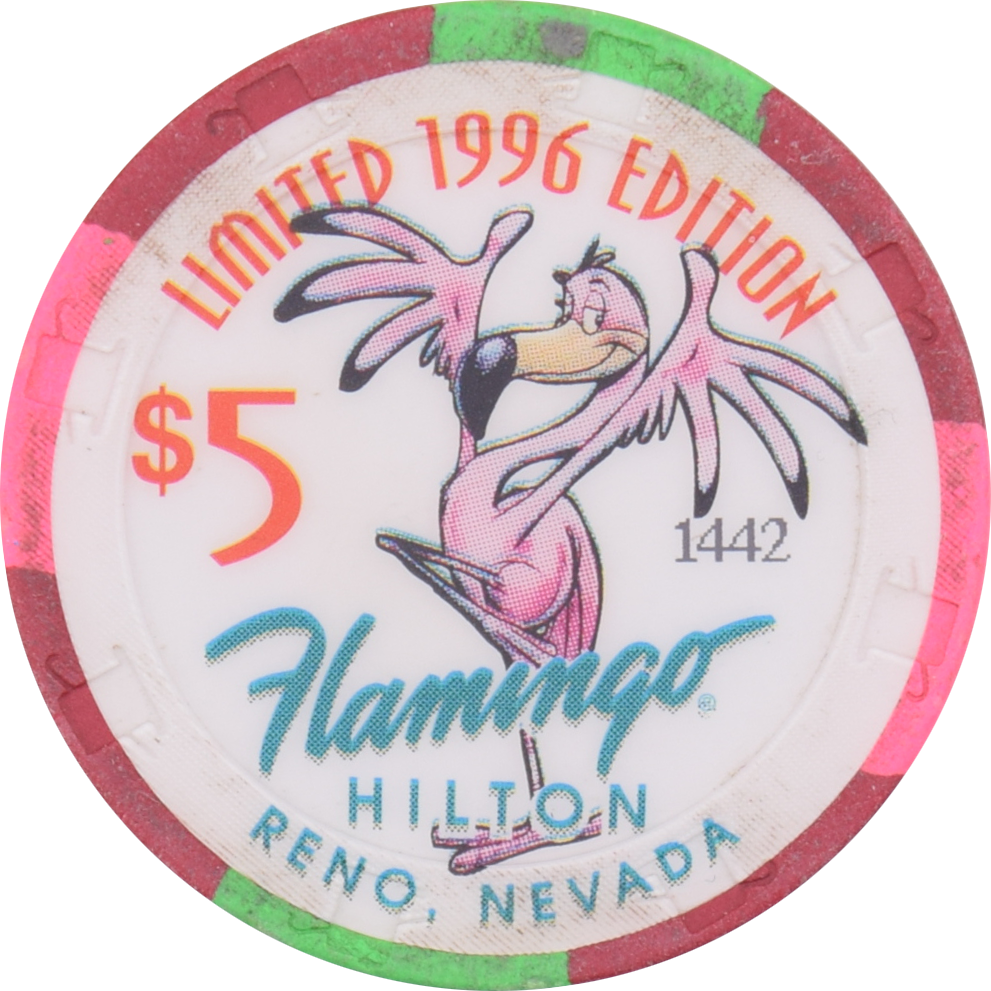 LIMITED 1996 EDITION
$5
1442
Flamingo®
HILTON
RENO, NEVADA